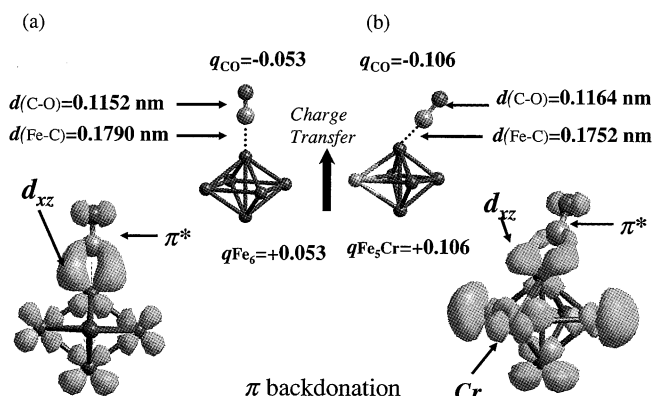 (a)
(b)
qCO=-0.053
qCO=-0.106
d(C-O)=0.1152 nm
d(Fe-C)=0.1790 nm
Charge
Transfer
d(C-O)=0.1164 nm
d(Fe-C)=0.1752 nm
dxz
π*
qFe6=+0.053
qFe5Cr=+0.106
dxz
π*
Cr
π backdonation